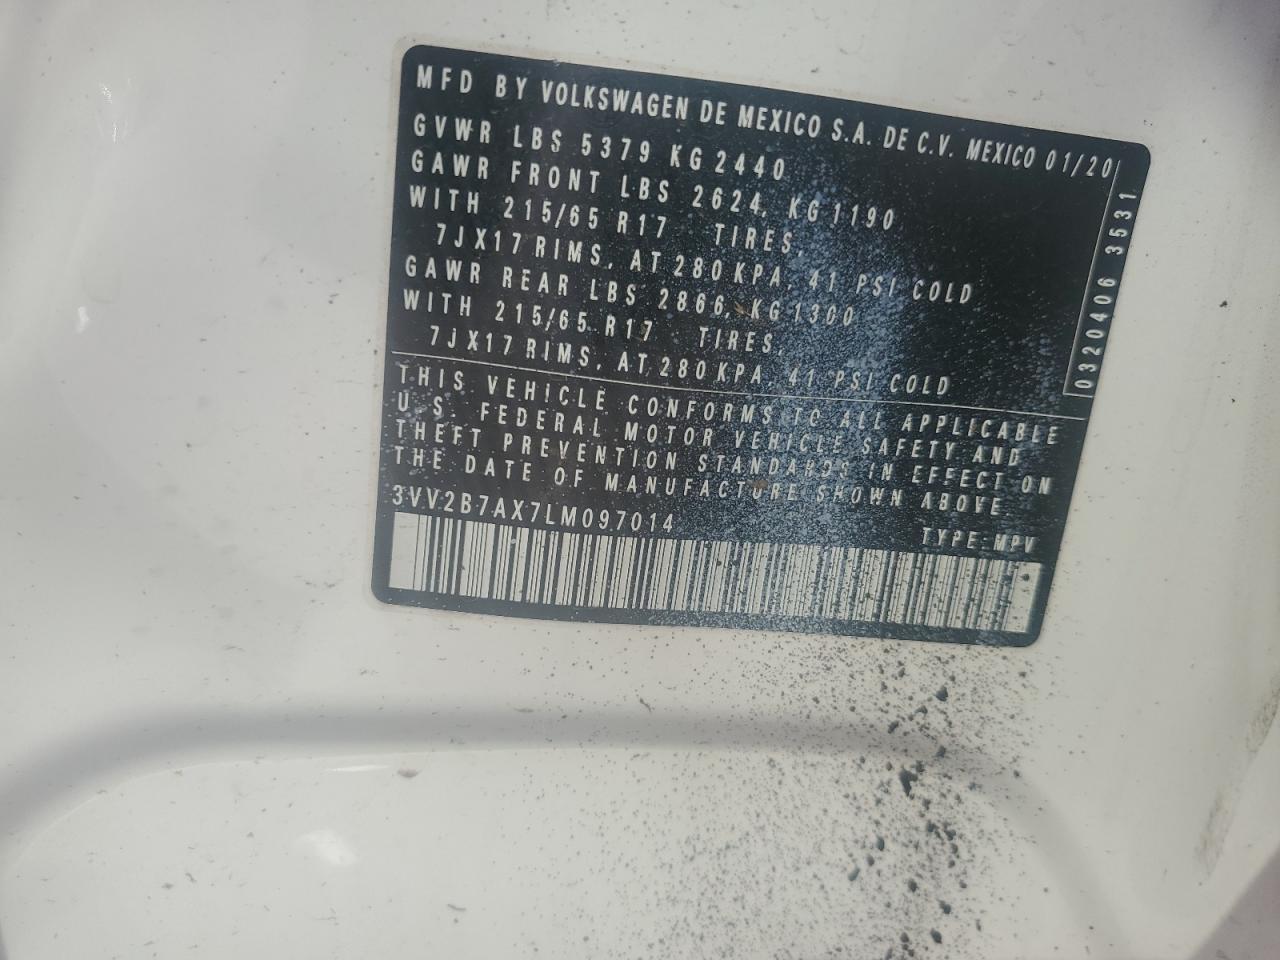 MFD BY VOLKSWAGEN DE MEXICO S.A. DE C.V. MEXICO 01/20
GVWR LBS 5379 KG 2440
GAWR FRONT LBS 2624, KG 1190
WITH 215/65 R17 TIRES,
7JX17 RIMS, AT 280 KPA, 41 PSI COLD
GAWR REAR LBS 2866, KG 1300
WITH 215/65 R17 TIRES,
7JX17 RIMS, AT 280 KPA, 41 PSI COLD
THIS VEHICLE CONFORMS TO ALL APPLICABLE
U.S. FEDERAL MOTOR VEHICLE SAFETY AND
THEFT PREVENTION STANDARDS IN EFFECT ON
THE DATE OF MANUFACTURE SHOWN ABOVE
3VV2B7AX7LM097014
TYPE: MPV
0320406 3531